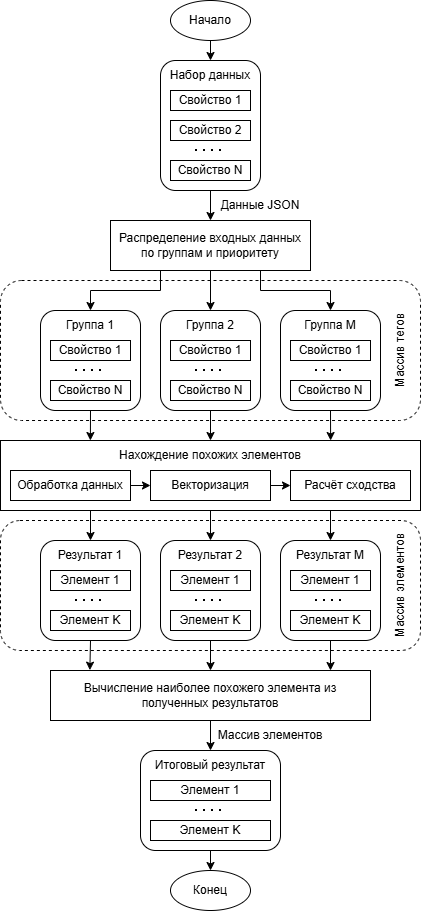 Начало
Набор данных
Свойство 1
Свойство 2
. . . .
Свойство N
Данные JSON
Распределение входных данных
по группам и приоритету
Группа 1
Свойство 1
. . . .
Свойство N
Группа 2
Свойство 1
. . . .
Свойство N
Группа M
Свойство 1
. . . .
Свойство N
Массив тегов
Нахождение похожих элементов
Обработка данных
Векторизация
Расчёт сходства
Результат 1
Элемент 1
. . . .
Элемент K
Результат 2
Элемент 1
. . . .
Элемент K
Результат M
Элемент 1
. . . .
Элемент K
Массив элементов
Вычисление наиболее похожего элемента из
полученных результатов
Массив элементов
Итоговый результат
Элемент 1
. . . .
Элемент K
Конец